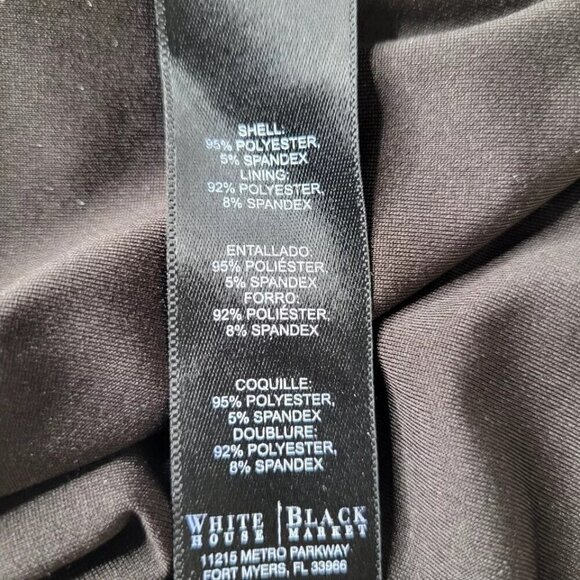 SHELL:
95% POLYESTER,
5% SPANDEX
LINING:
92% POLYESTER,
8% SPANDEX
ENTALLADO:
95% POLIÉSTER,
5% SPANDEX
FORRO:
92% POLIÉSTER,
8% SPANDEX
COQUILLE:
95% POLYESTER,
5% SPANDEX
DOUBLURE:
92% POLYESTER,
8% SPANDEX
WHITE | BLACK
HOUSE | MARKET
11215 METRO PARKWAY
FORT MYERS, FL 33966